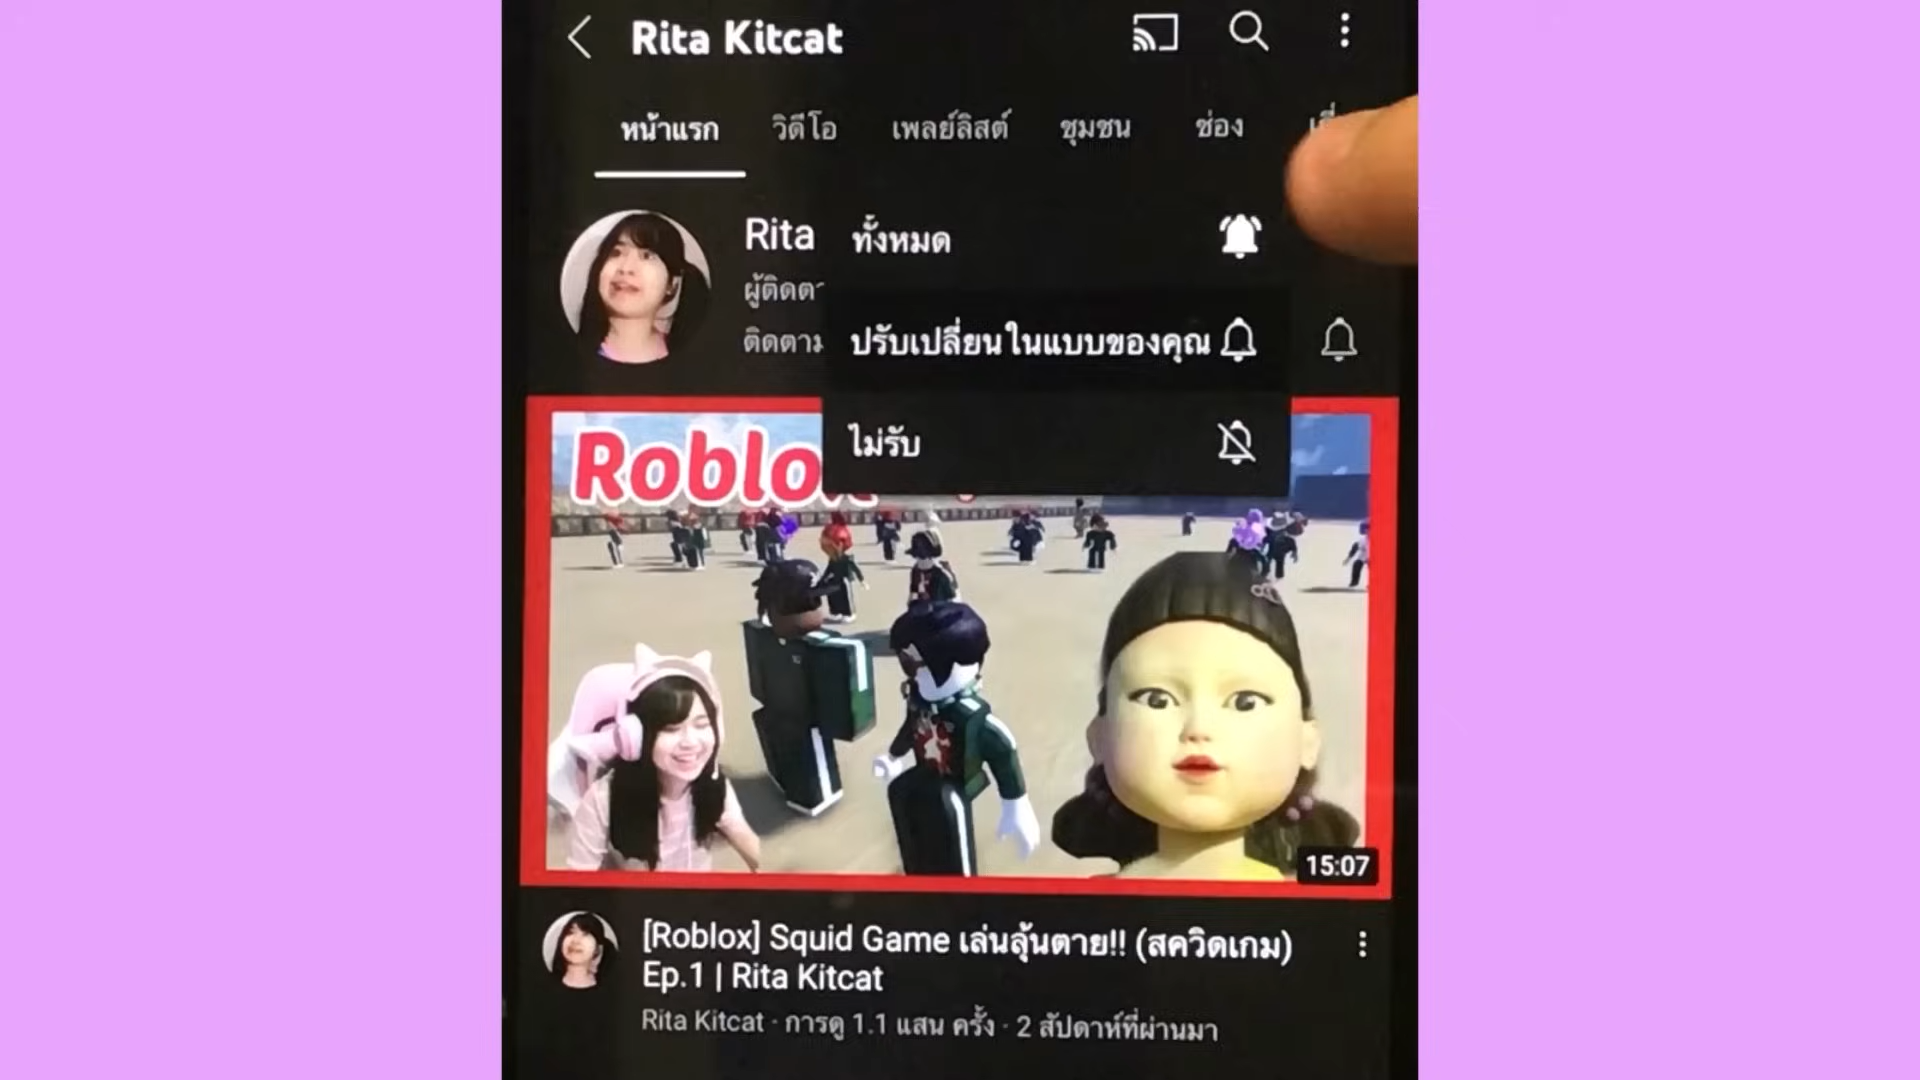 Rita Kitcat
หน้าแรก วิดีโอ เพลย์ลิสต์ ชุมชน ช่อง
Rita
ทั้งหมด
ปรับเปลี่ยนในแบบของคุณ
ติดตาม
ไม่รับ
15:07
[Roblox] Squid Game เล่นลุ้นตาย!! (สควิดเกม)
Ep.1 | Rita Kitcat
Rita Kitcat · การดู 1.1 แสน ครั้ง · 2 สัปดาห์ที่ผ่านมา